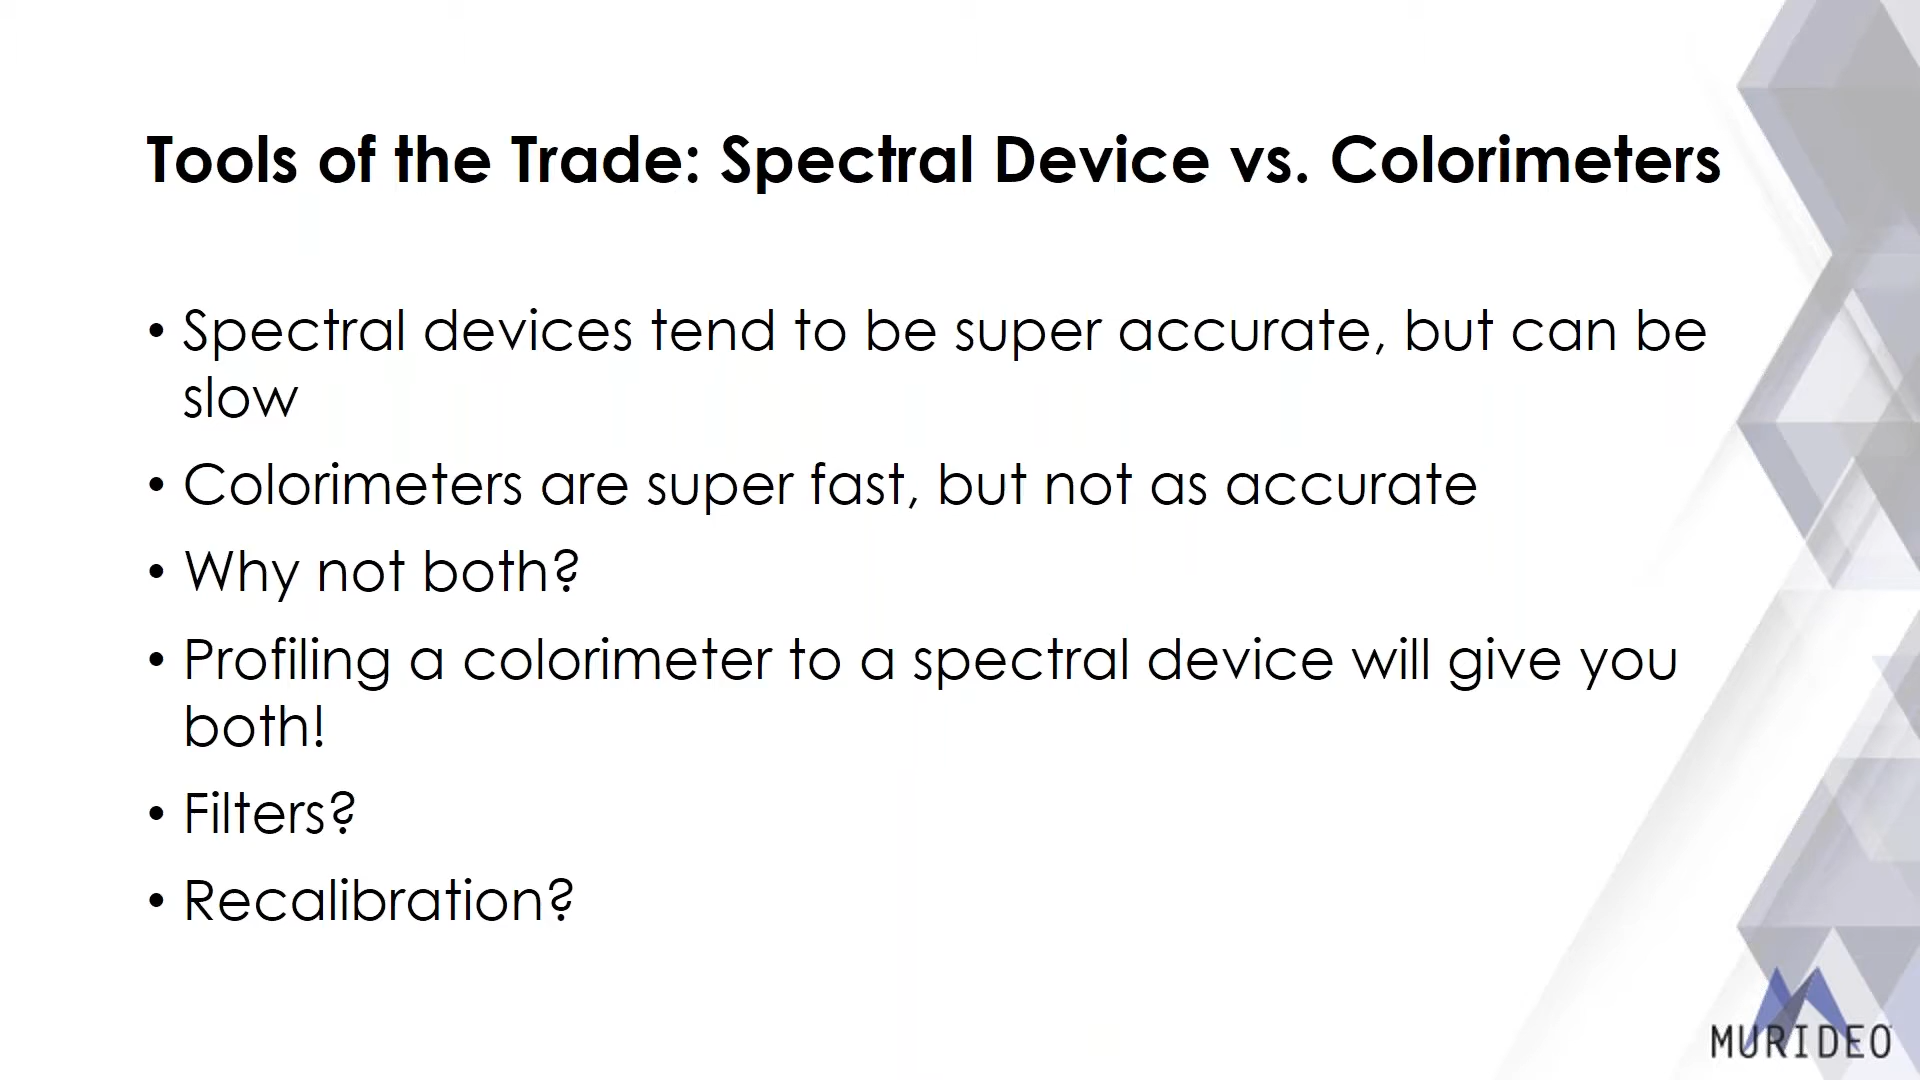 Tools of the Trade: Spectral Device vs. Colorimeters
• Spectral devices tend to be super accurate, but can be
slow
• Colorimeters are super fast, but not as accurate
• Why not both?
• Profiling a colorimeter to a spectral device will give you
both!
• Filters?
• Recalibration?
MURIDEO